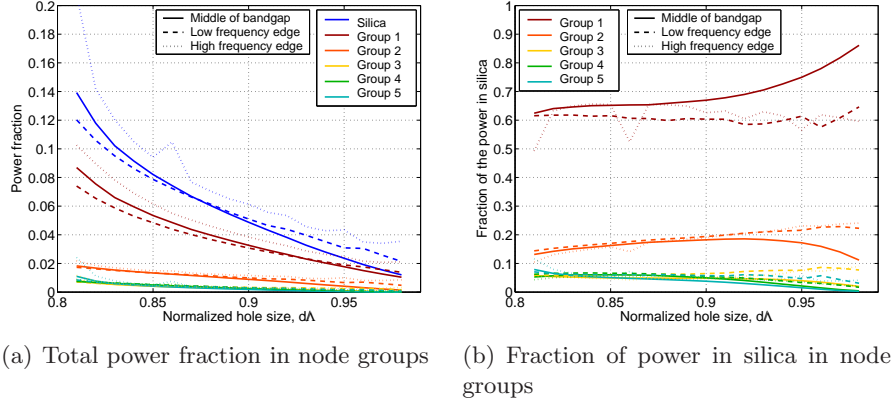 0.2
0.18
0.16
0.14
0.12
0.1
0.08
0.06
0.04
0.02
0
0.8
0.85
0.9
0.95
Power fraction
Normalized hole size, dΛ
Middle of bandgap
Low frequency edge
High frequency edge
Silica
Group 1
Group 2
Group 3
Group 4
Group 5
(a) Total power fraction in node groups
1
0.9
0.8
0.7
0.6
0.5
0.4
0.3
0.2
0.1
0
0.8
0.85
0.9
0.95
Fraction of the power in silica
Normalized hole size, dΛ
Group 1
Group 2
Group 3
Group 4
Group 5
Middle of bandgap
Low frequency edge
High frequency edge
(b) Fraction of power in silica in node
groups